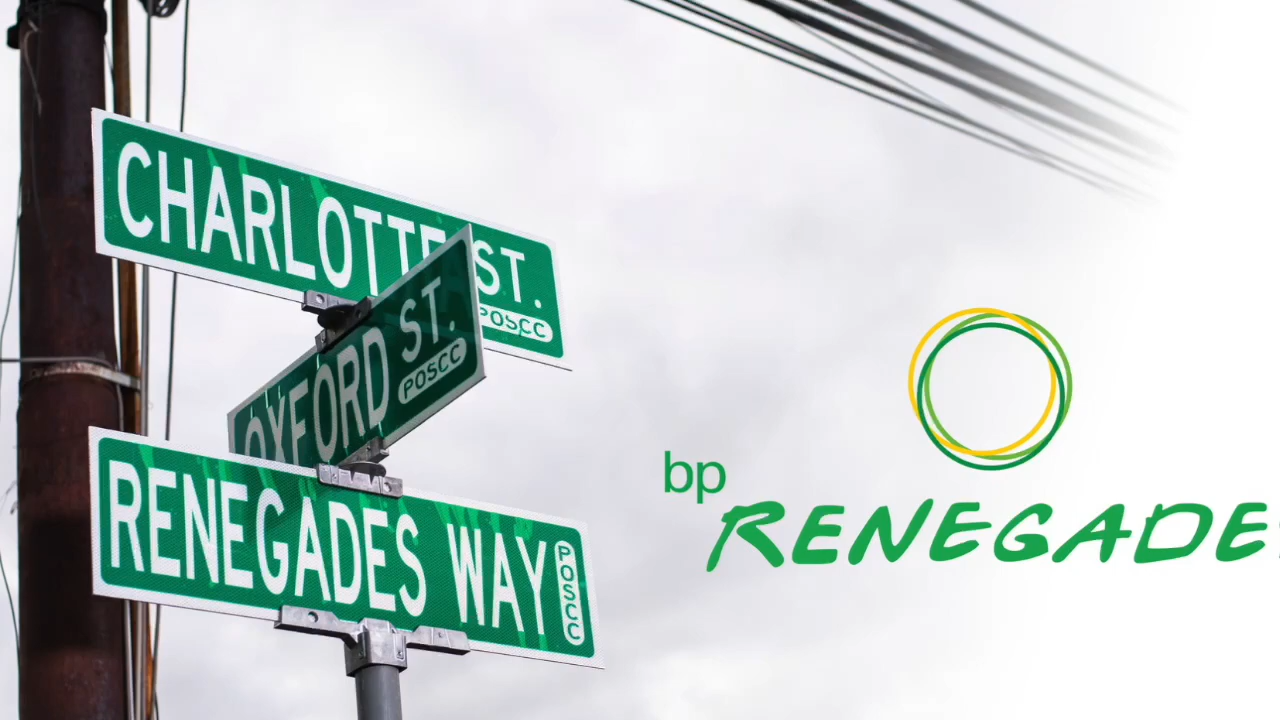 CHARLOTTE ST.
POSCC
OXFORD ST.
POSCC
RENEGADES WAY
POSCC
bp
RENEGADE